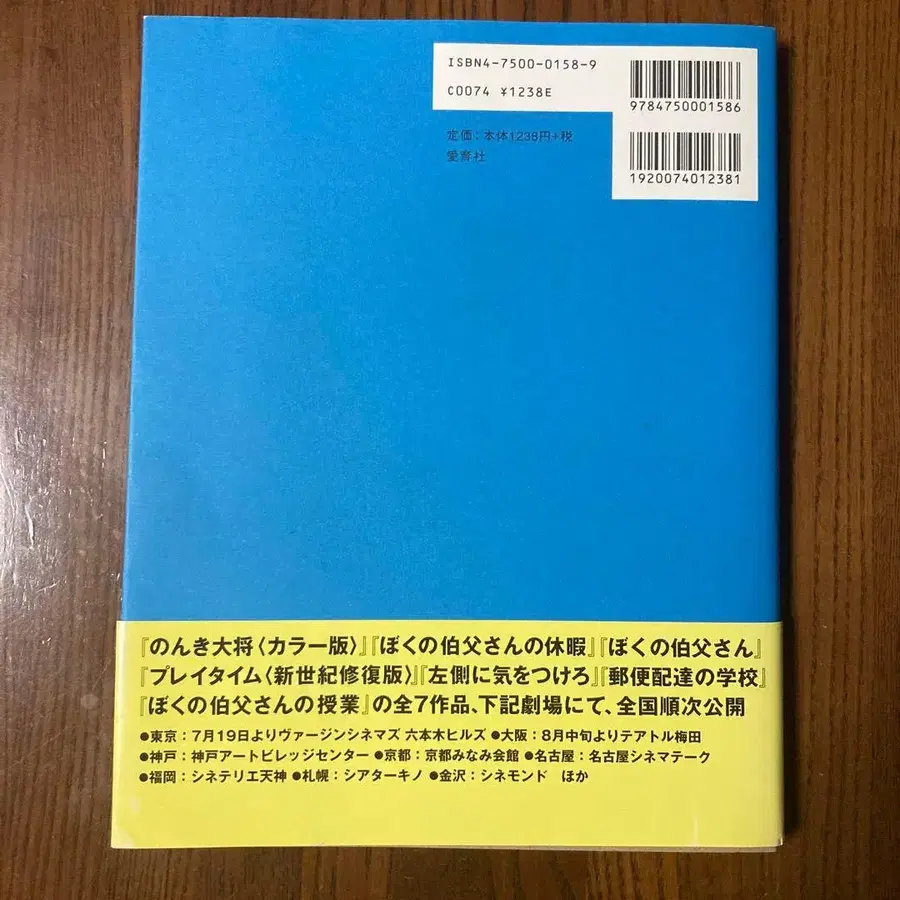 ISBN4-7500-0158-9
C0074 ¥1238E
9784750001586
定価：本体1238円+税
愛育社
1920074012381
『のんき大将〈カラー版〉』『ぼくの伯父さんの休暇』『ぼくの伯父さん』
『プレイタイム〈新世紀修復版〉』『左側に気をつけろ』『郵便配達の学校』
『ぼくの伯父さんの授業』の全7作品、下記劇場にて、全国順次公開
●東京：7月19日よりヴァージンシネマズ 六本木ヒルズ ●大阪：8月中旬よりテアトル梅田
●神戸：神戸アートビレッジセンター ●京都：京都みなみ会館 ●名古屋：名古屋シネマテーク
●福岡：シネテリエ天神 ●札幌：シアターキノ ●金沢：シネモンド　ほか